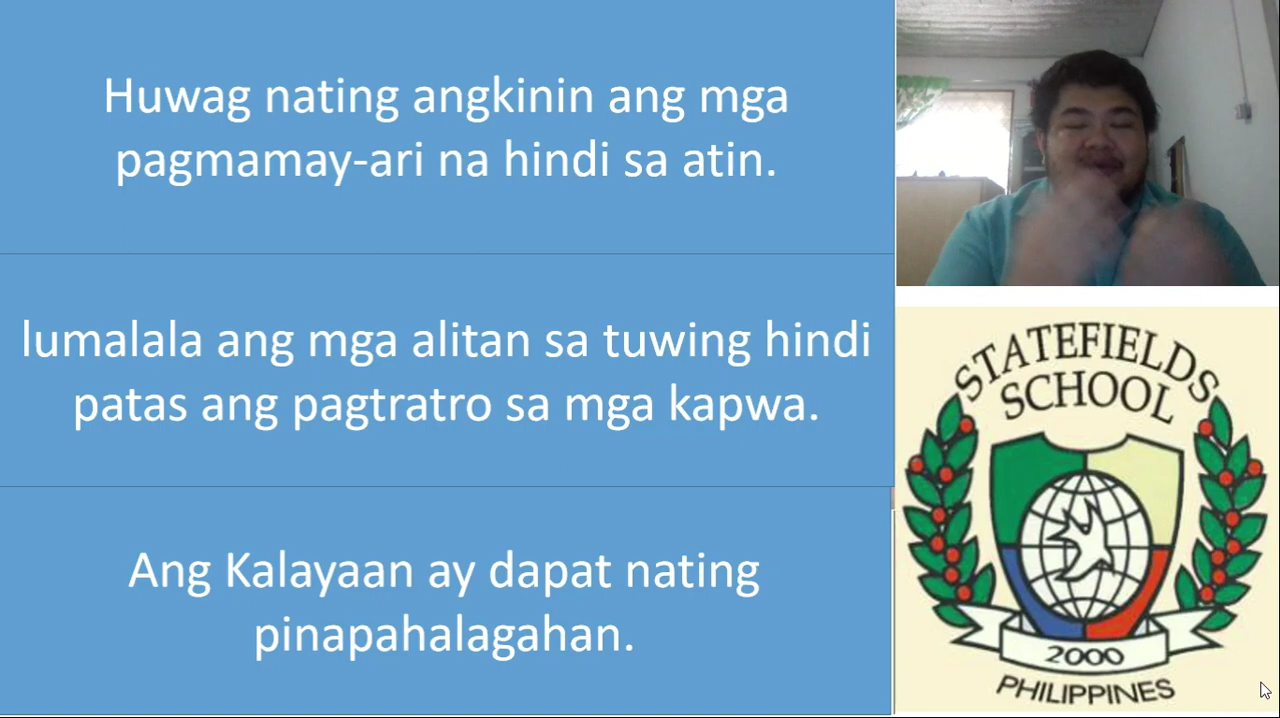 Huwag nating angkinin ang mga
pagmamay-ari na hindi sa atin.
lumalala ang mga alitan sa tuwing hindi
patas ang pagtratro sa mga kapwa.
Ang Kalayaan ay dapat nating
pinapahalagahan.
STATEFIELDS
SCHOOL
2000
PHILIPPINES